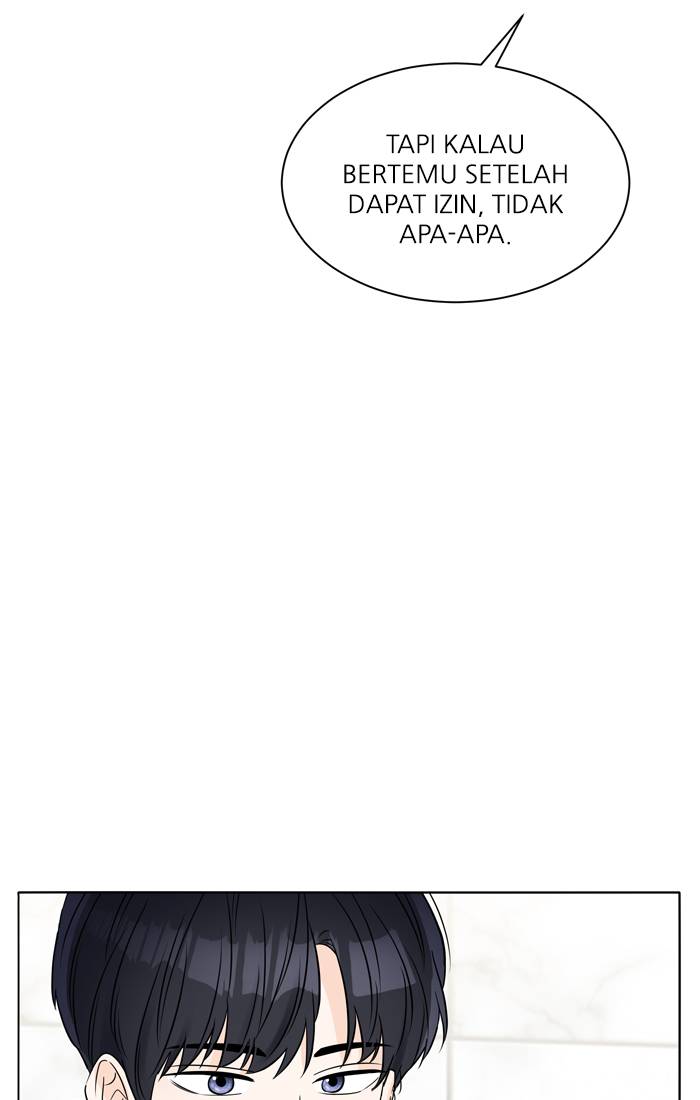 TAPI KALAU
BERTEMU SETELAH
DAPAT IZIN, TIDAK
APA-APA.